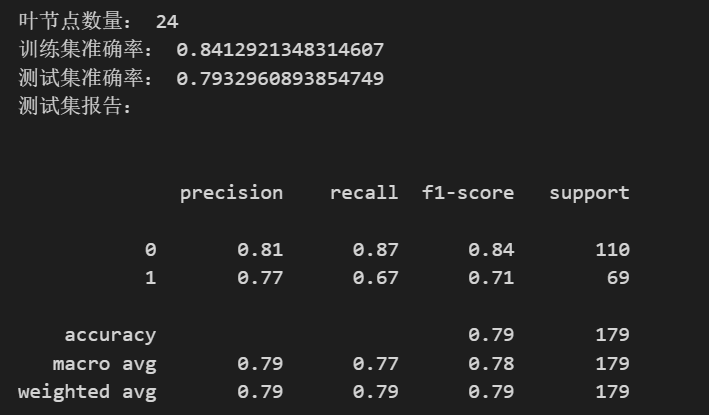 叶节点数量: 24
训练集准确率: 0.8412921348314607
测试集准确率: 0.7932960893854749
测试集报告:
precision recall f1-score support
0 0.81 0.87 0.84 110
1 0.77 0.67 0.71 69
accuracy 0.79 179
macro avg 0.79 0.77 0.78 179
weighted avg 0.79 0.79 0.79 179